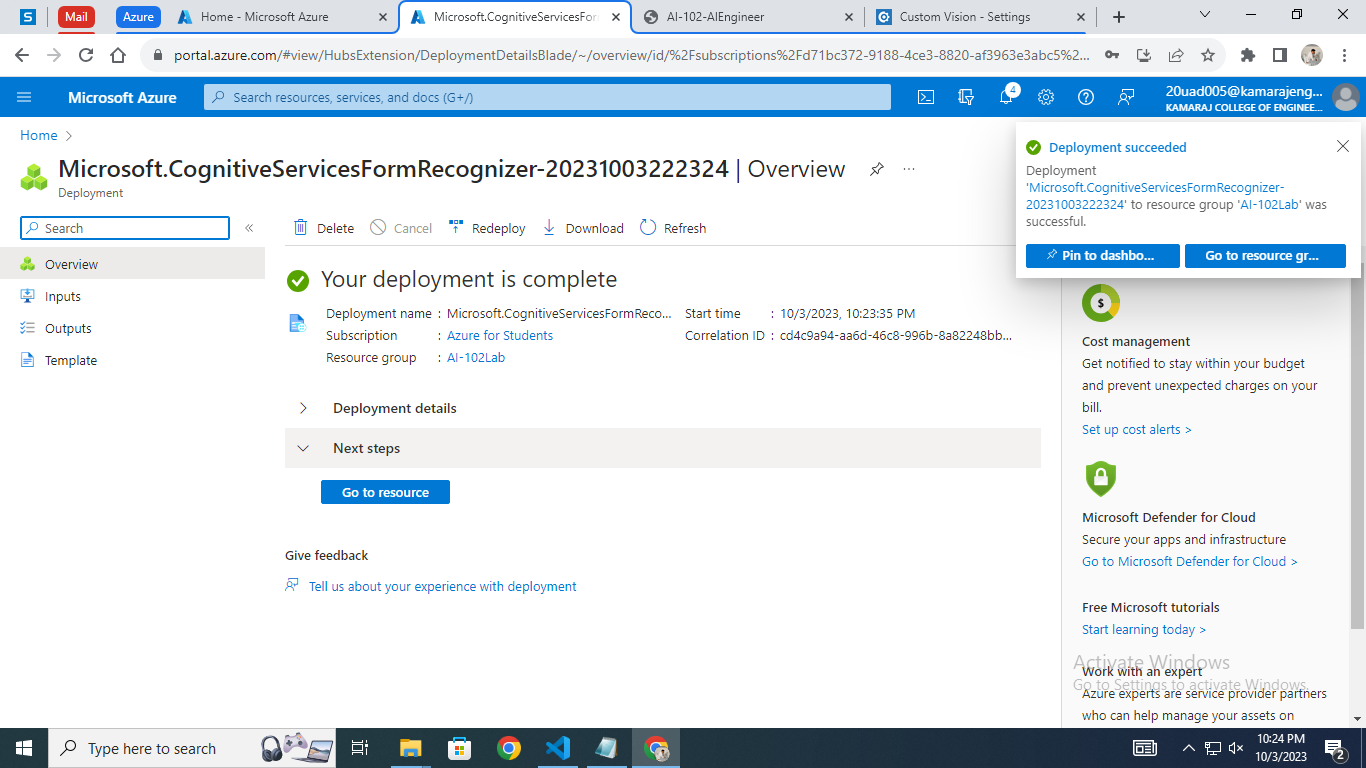 S
Mail
Azure
Home - Microsoft Azure
Microsoft.CognitiveServicesForm
AI-102-AIEngineer
Custom Vision - Settings
portal.azure.com/#view/HubsExtension/DeploymentDetailsBlade/~/overview/id/%2Fsubscriptions%2Fd71bc372-9188-4ce3-8820-af3963e3abc5%2...
Microsoft Azure
Search resources, services, and docs (G+/)
4
20uad005@kamarajeng...
KAMARAJ COLLEGE OF ENGINEE...
Home
Microsoft.CognitiveServicesFormRecognizer-20231003222324 | Overview
Deployment
Deployment succeeded
Deployment
'Microsoft.CognitiveServicesFormRecognizer-
20231003222324' to resource group 'AI-102Lab' was
successful.
Pin to dashbo...
Go to resource gr...
Search
Overview
Inputs
Outputs
Template
Delete
Cancel
Redeploy
Download
Refresh
Your deployment is complete
Deployment name : Microsoft.CognitiveServicesFormReco...
Subscription : Azure for Students
Resource group : AI-102Lab
Start time : 10/3/2023, 10:23:35 PM
Correlation ID : cd4c9a94-aa6d-46c8-996b-8a82248bb...
Deployment details
Next steps
Go to resource
Give feedback
Tell us about your experience with deployment
$
Cost management
Get notified to stay within your budget
and prevent unexpected charges on your
bill.
Set up cost alerts >
Microsoft Defender for Cloud
Secure your apps and infrastructure
Go to Microsoft Defender for Cloud >
Free Microsoft tutorials
Start learning today >
Work with an expert
Azure experts are service provider partners
who can help manage your assets on
Activate Windows
Go to Settings to activate Windows.
Type here to search
10:24 PM
10/3/2023
2